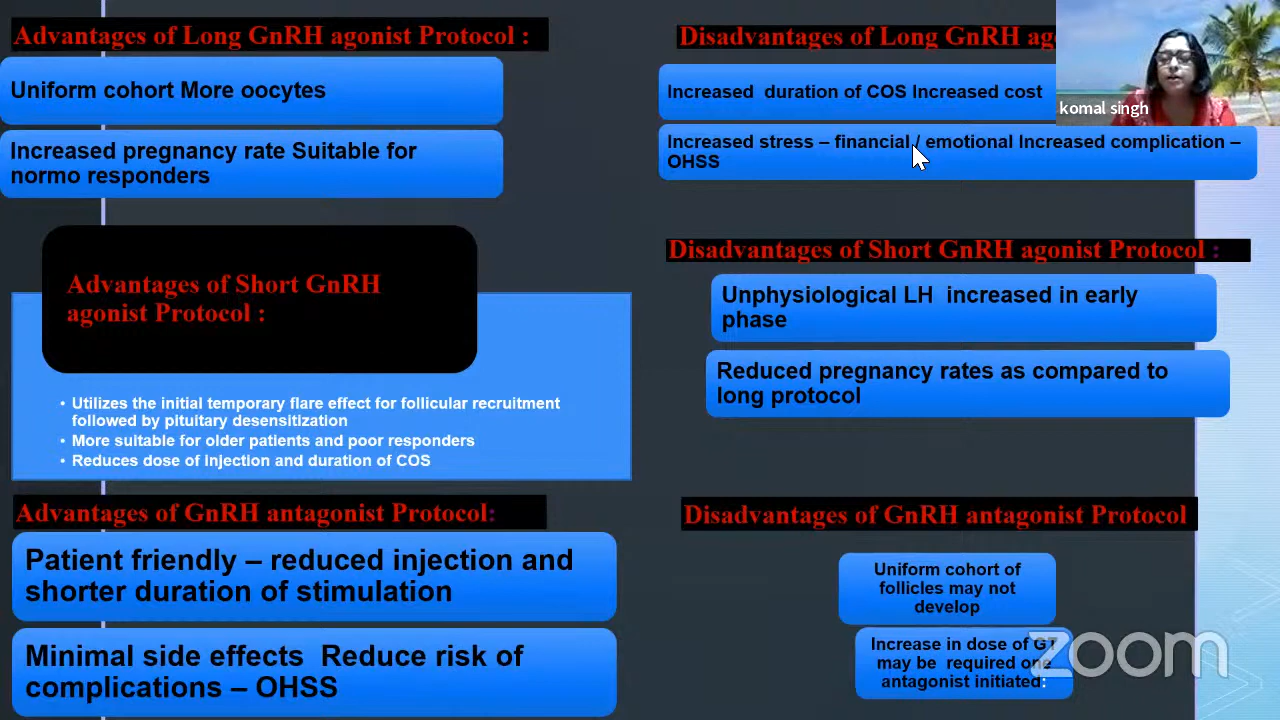 Advantages of Long GnRH agonist Protocol :
Uniform cohort More oocytes
Increased pregnancy rate Suitable for
normo responders
Disadvantages of Long GnRH
komal singh
Increased duration of COS Increased cost
Increased stress – financial / emotional Increased complication –
OHSS
Advantages of Short GnRH
agonist Protocol :
• Utilizes the initial temporary flare effect for follicular recruitment
followed by pituitary desensitization
• More suitable for older patients and poor responders
• Reduces dose of injection and duration of COS
Disadvantages of Short GnRH agonist Protocol :
Unphysiological LH increased in early
phase
Reduced pregnancy rates as compared to
long protocol
Advantages of GnRH antagonist Protocol:
Patient friendly – reduced injection and
shorter duration of stimulation
Minimal side effects Reduce risk of
complications – OHSS
Disadvantages of GnRH antagonist Protocol
Uniform cohort of
follicles may not
develop
Increase in dose of
may be required one
antagonist initiated:
zoom